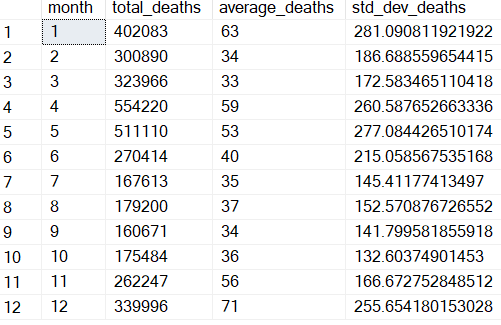 month total_deaths average_deaths std_dev_deaths
1 1 402083 63 281.090811921922
2 2 300890 34 186.688559654415
3 3 323966 33 172.583465110418
4 4 554220 59 260.587652663336
5 5 511110 53 277.084426510174
6 6 270414 40 215.058567535168
7 7 167613 35 145.41177413497
8 8 179200 37 152.570876726552
9 9 160671 34 141.799581855918
10 10 175484 36 132.60374901453
11 11 262247 56 166.672752848512
12 12 339996 71 255.654180153028